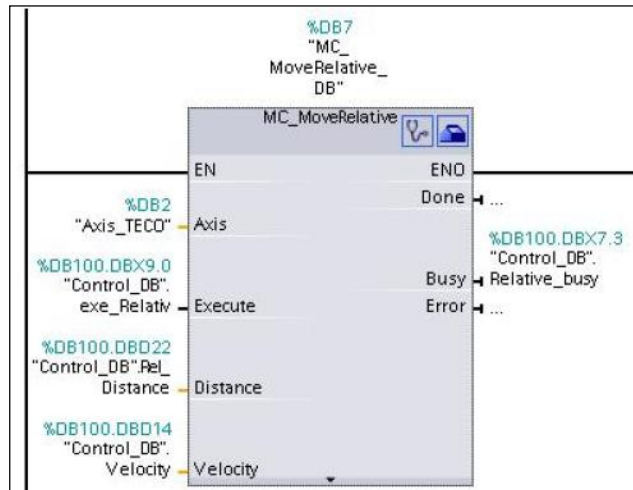 %DB7
"MC_
MoveRelative_
DB"
MC_MoveRelative
EN
ENO
Done
...
%DB2
"Axis_TECO"
Axis
%DB100.DBX7.3
"Control_DB".
Busy
Relative_busy
%DB100.DBX9.0
"Control_DB".
exe_Relativ
Execute
Error
...
%DB100.DBD22
"Control_DB".Rel_
Distance
Distance
%DB100.DBD14
"Control_DB".
Velocity
Velocity